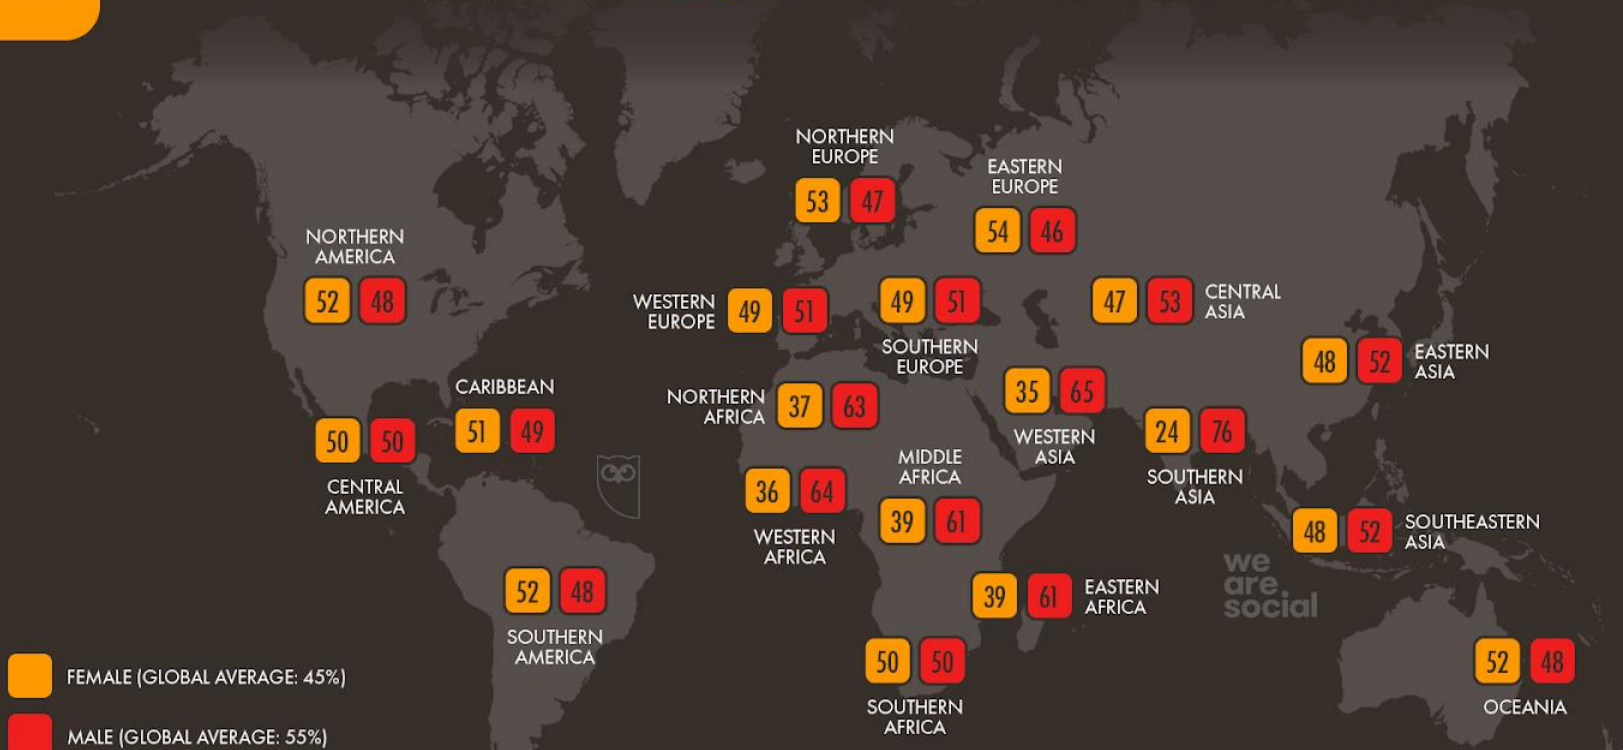 NORTHERN
EUROPE
53 47
EASTERN
EUROPE
54 46
NORTHERN
AMERICA
52 48
WESTERN
EUROPE
49 51
49 51
SOUTHERN
EUROPE
47 53
CENTRAL
ASIA
48 52
EASTERN
ASIA
CARIBBEAN
51 49
50 50
CENTRAL
AMERICA
NORTHERN
AFRICA
37 63
35 65
WESTERN
ASIA
24 76
SOUTHERN
ASIA
36 64
WESTERN
AFRICA
MIDDLE
AFRICA
39 61
48 52
SOUTHEASTERN
ASIA
we
are
social
52 48
SOUTHERN
AMERICA
39 61
EASTERN
AFRICA
50 50
SOUTHERN
AFRICA
52 48
OCEANIA
FEMALE (GLOBAL AVERAGE: 45%)
MALE (GLOBAL AVERAGE: 55%)